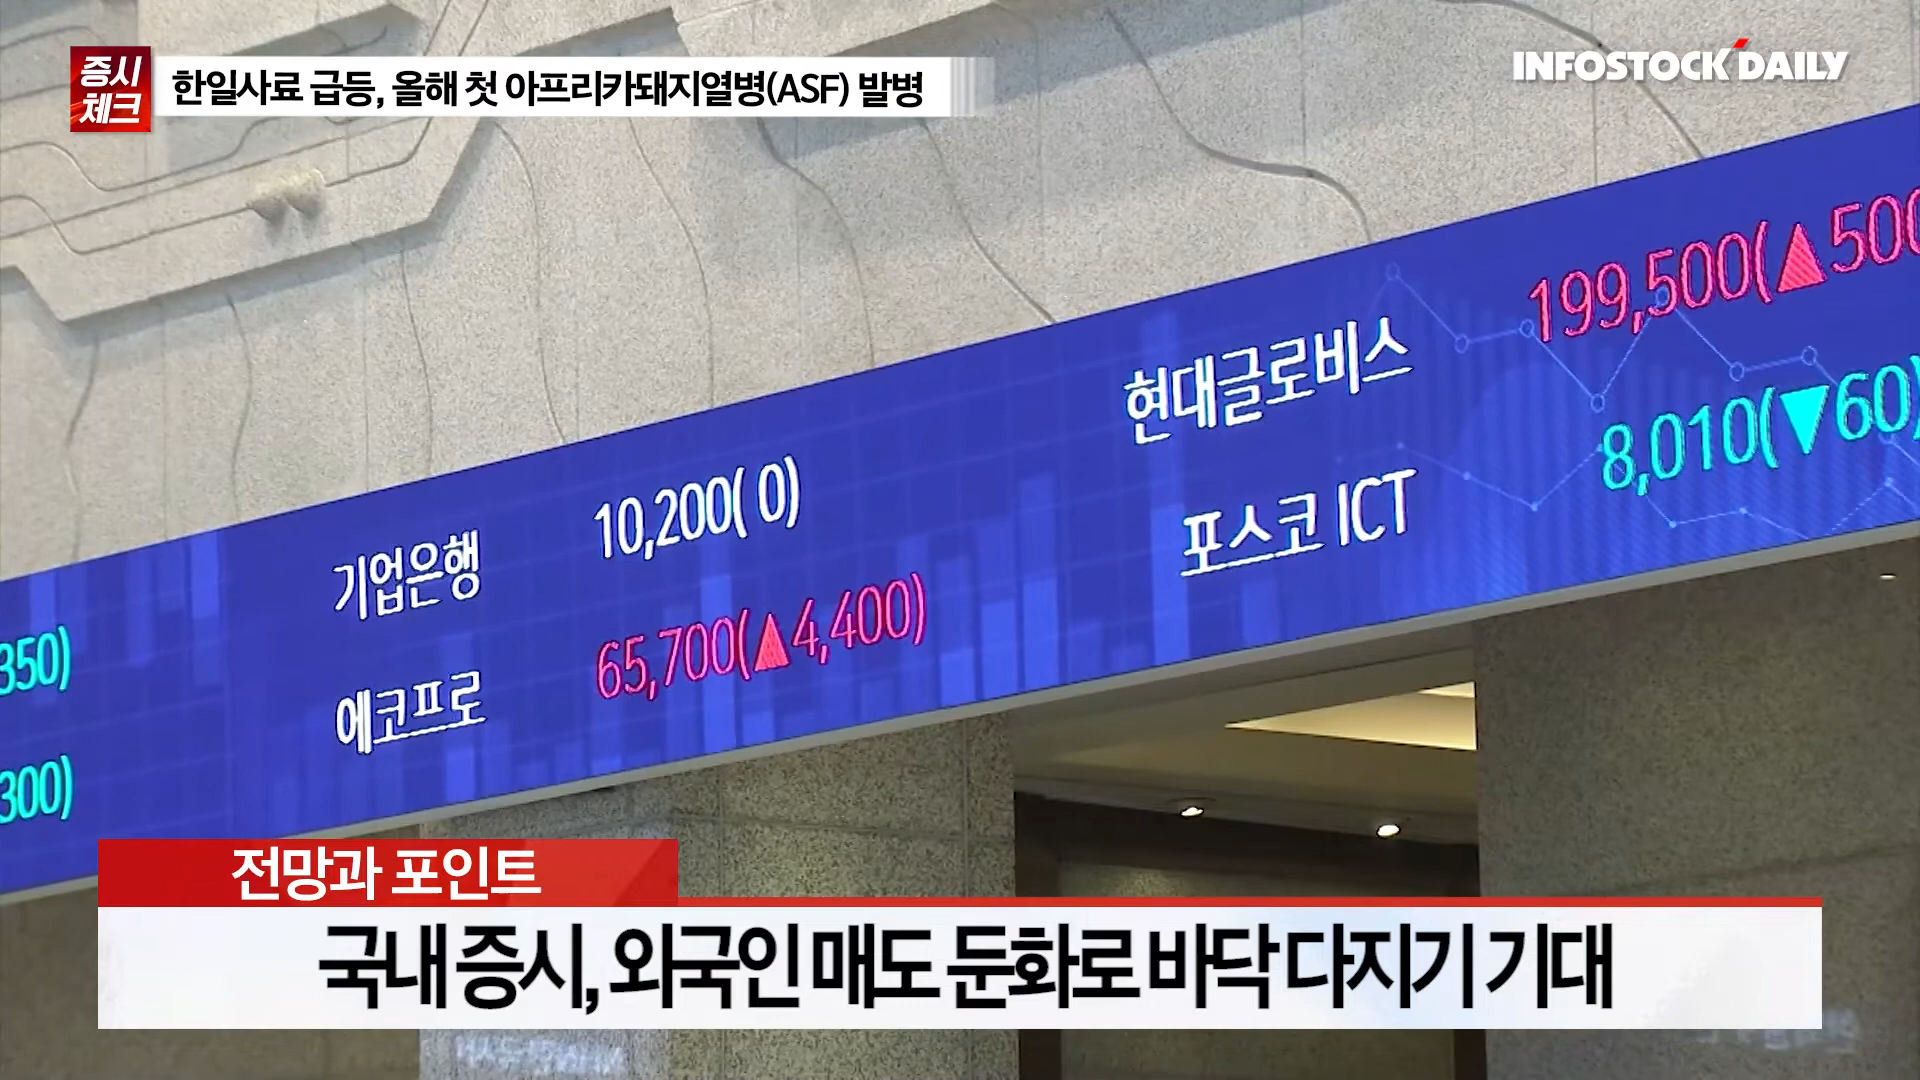 증시
체크
한일사료 급등, 올해 첫 아프리카돼지열병(ASF) 발병
INFOSTOCK DAILY
현대글로비스 199,500(▲500
포스코 ICT 8,010(▼60)
기업은행 10,200( 0)
에코프로 65,700(▲4,400)
350)
300)
전망과 포인트
국내 증시, 외국인 매도 둔화로 바닥 다지기 기대